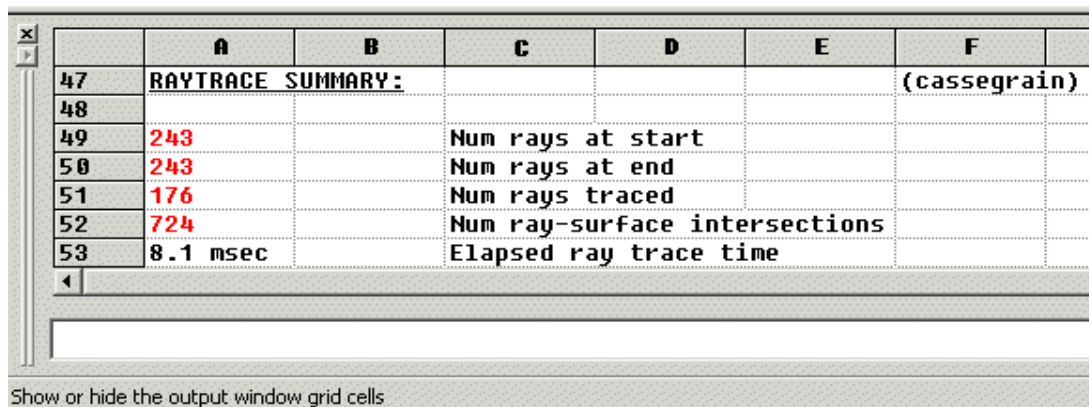 A B C D E F
47 RAYTRACE SUMMARY: (cassegrain)
48
49 243 Num rays at start
50 243 Num rays at end
51 176 Num rays traced
52 724 Num ray-surface intersections
53 8.1 msec Elapsed ray trace time
Show or hide the output window grid cells